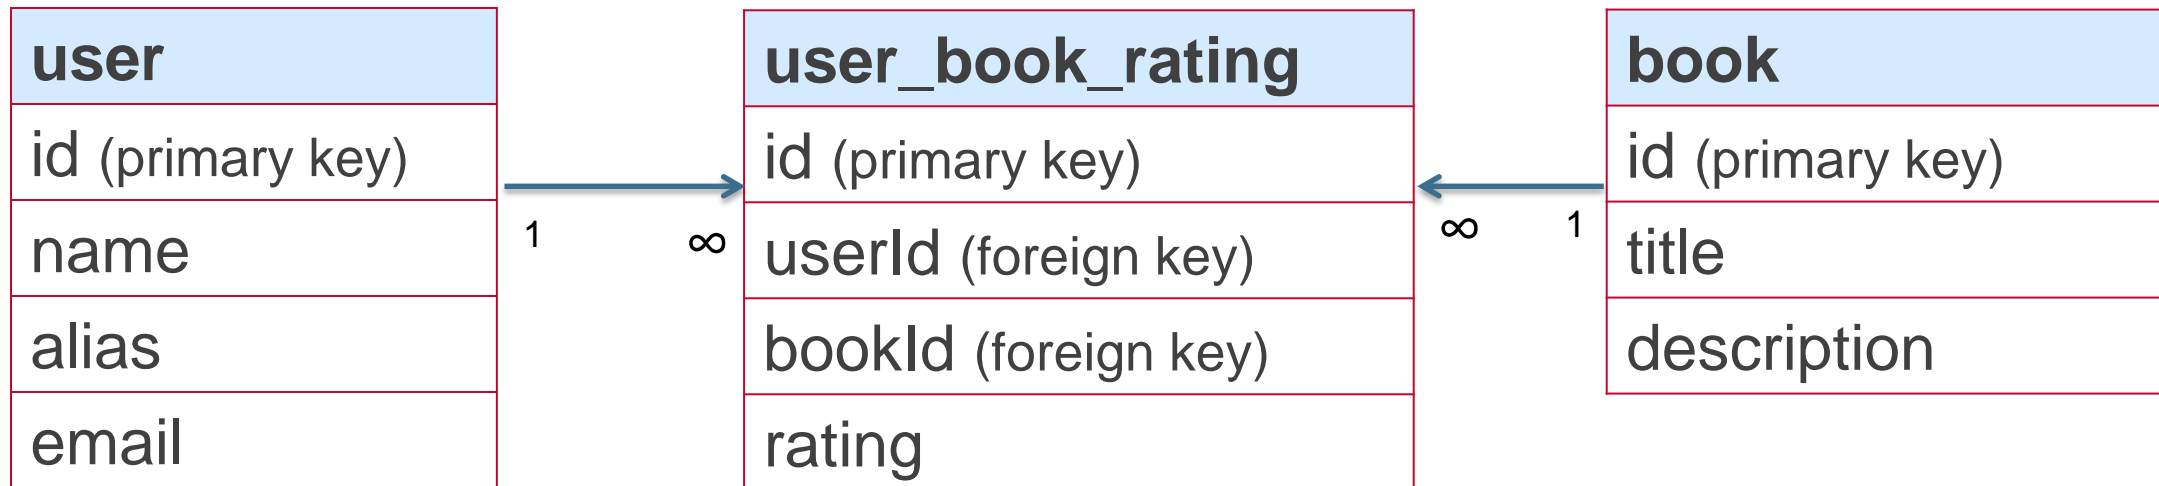 user
id (primary key)
name
alias
email
1
∞
user_book_rating
id (primary key)
userId (foreign key)
bookId (foreign key)
rating
∞
1
book
id (primary key)
title
description